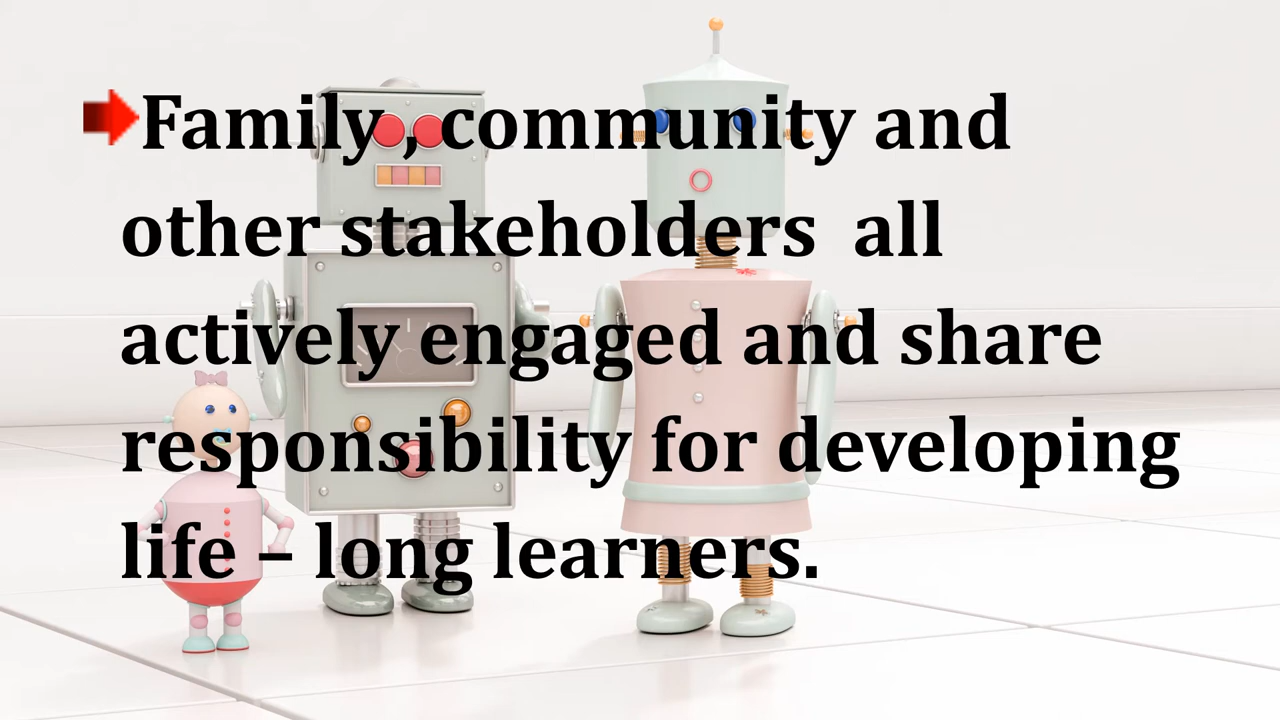 Family , community and
other stakeholders  all
actively engaged and share
responsibility for developing
life – long learners.